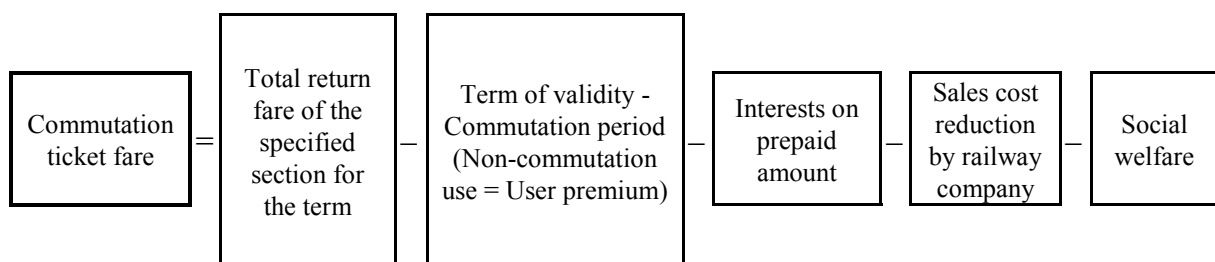 Commutation
ticket fare
=
Total return
fare of the
specified
section for
the term
–
Term of validity -
Commutation period
(Non-commutation
use = User premium)
–
Interests on
prepaid
amount
–
Sales cost
reduction
by railway
company
–
Social
welfare